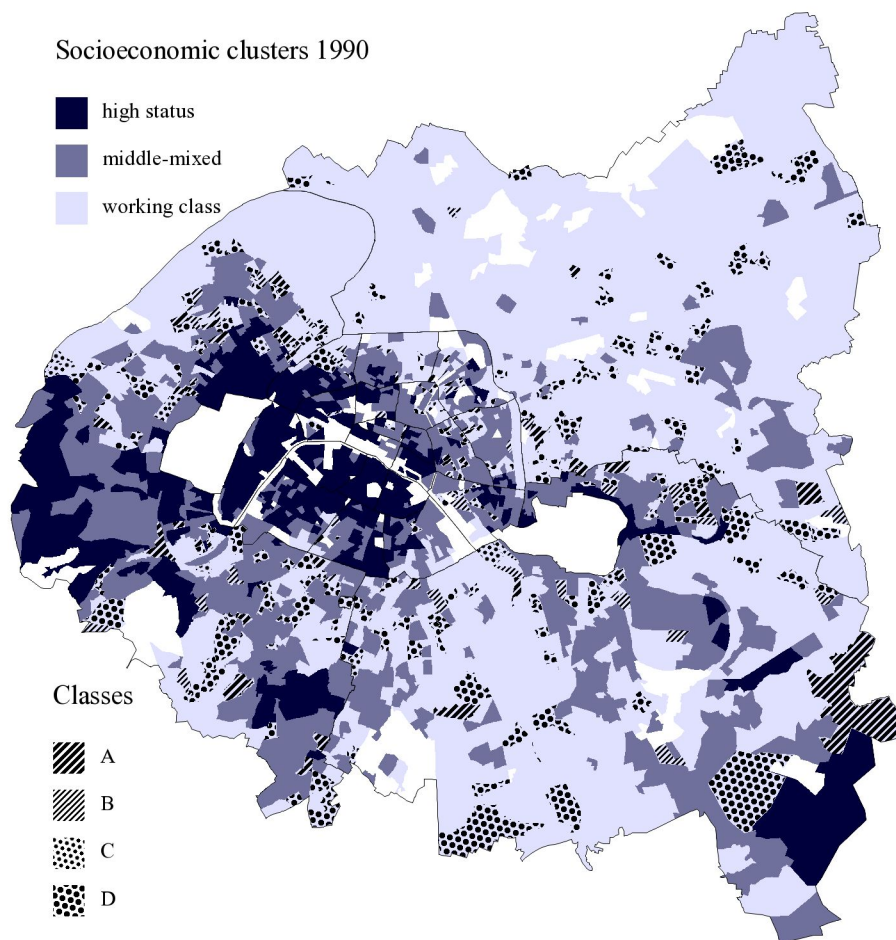 Socioeconomic clusters 1990
high status
middle-mixed
working class
Classes
A
B
C
D